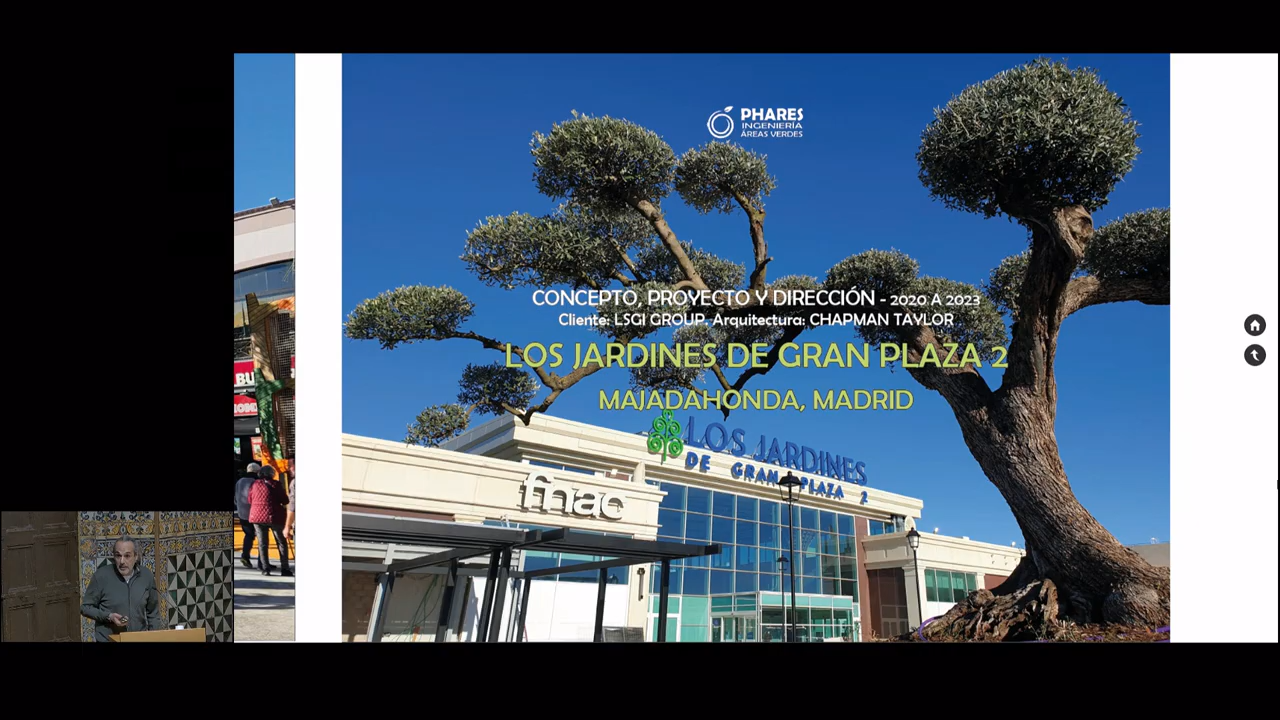 PHARES
INGENIERÍA
ÁREAS VERDES
CONCEPTO, PROYECTO Y DIRECCIÓN - 2020 A 2023
Cliente: LSGI GROUP. Arquitectura: CHAPMAN TAYLOR
LOS JARDINES DE GRAN PLAZA 2
MAJADAHONDA, MADRID
LOS JARDINES
DE GRAN PLAZA 2
fnac